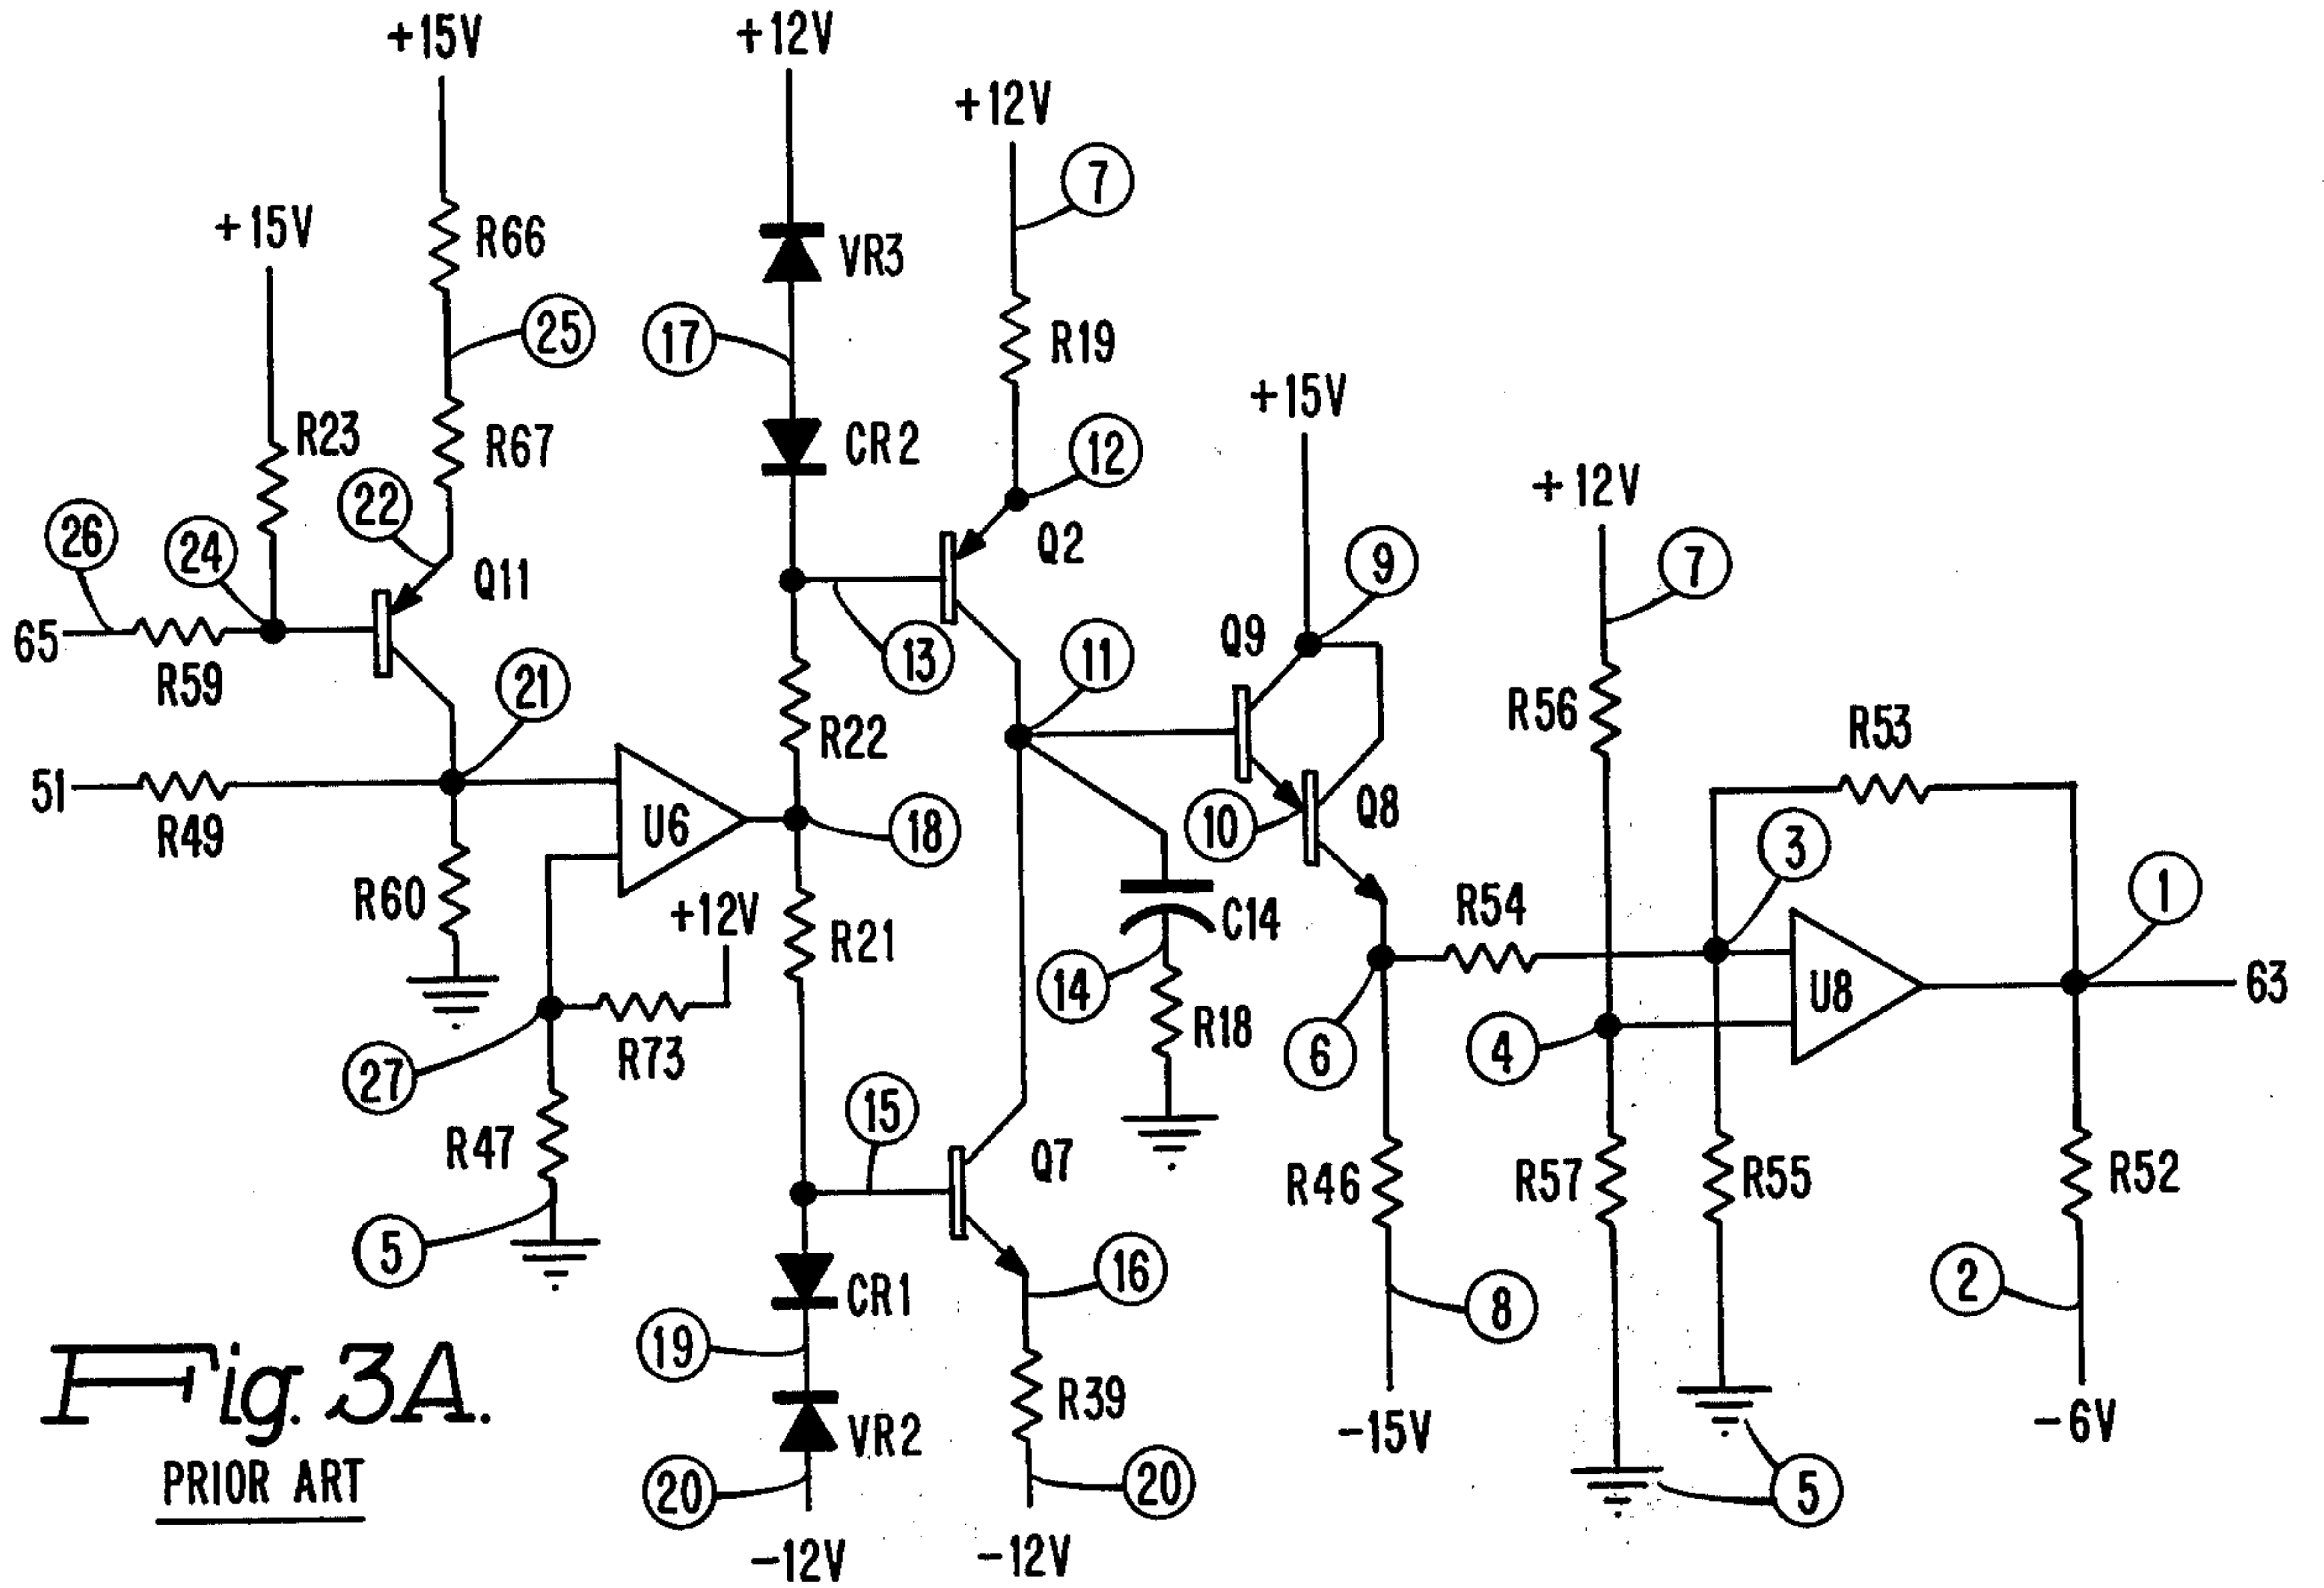 +15V
+12V
+12V
7
+15V
R66
VR3
25
17
R19
+15V
R23
R67
CR2
12
+12V
26
24
22
Q11
Q2
9
7
65
R59
21
13
11
Q9
R56
R53
51
R49
R22
U6
18
10
Q8
3
1
R60
+12V
R21
C14
R54
14
R18
U8
63
27
R73
6
4
15
R47
Q7
R46
R57
R55
R52
5
16
2
CR1
8
19
R39
VR2
-15V
-6V
Fig. 3A.
PRIOR ART
20
20
5
-12V
-12V